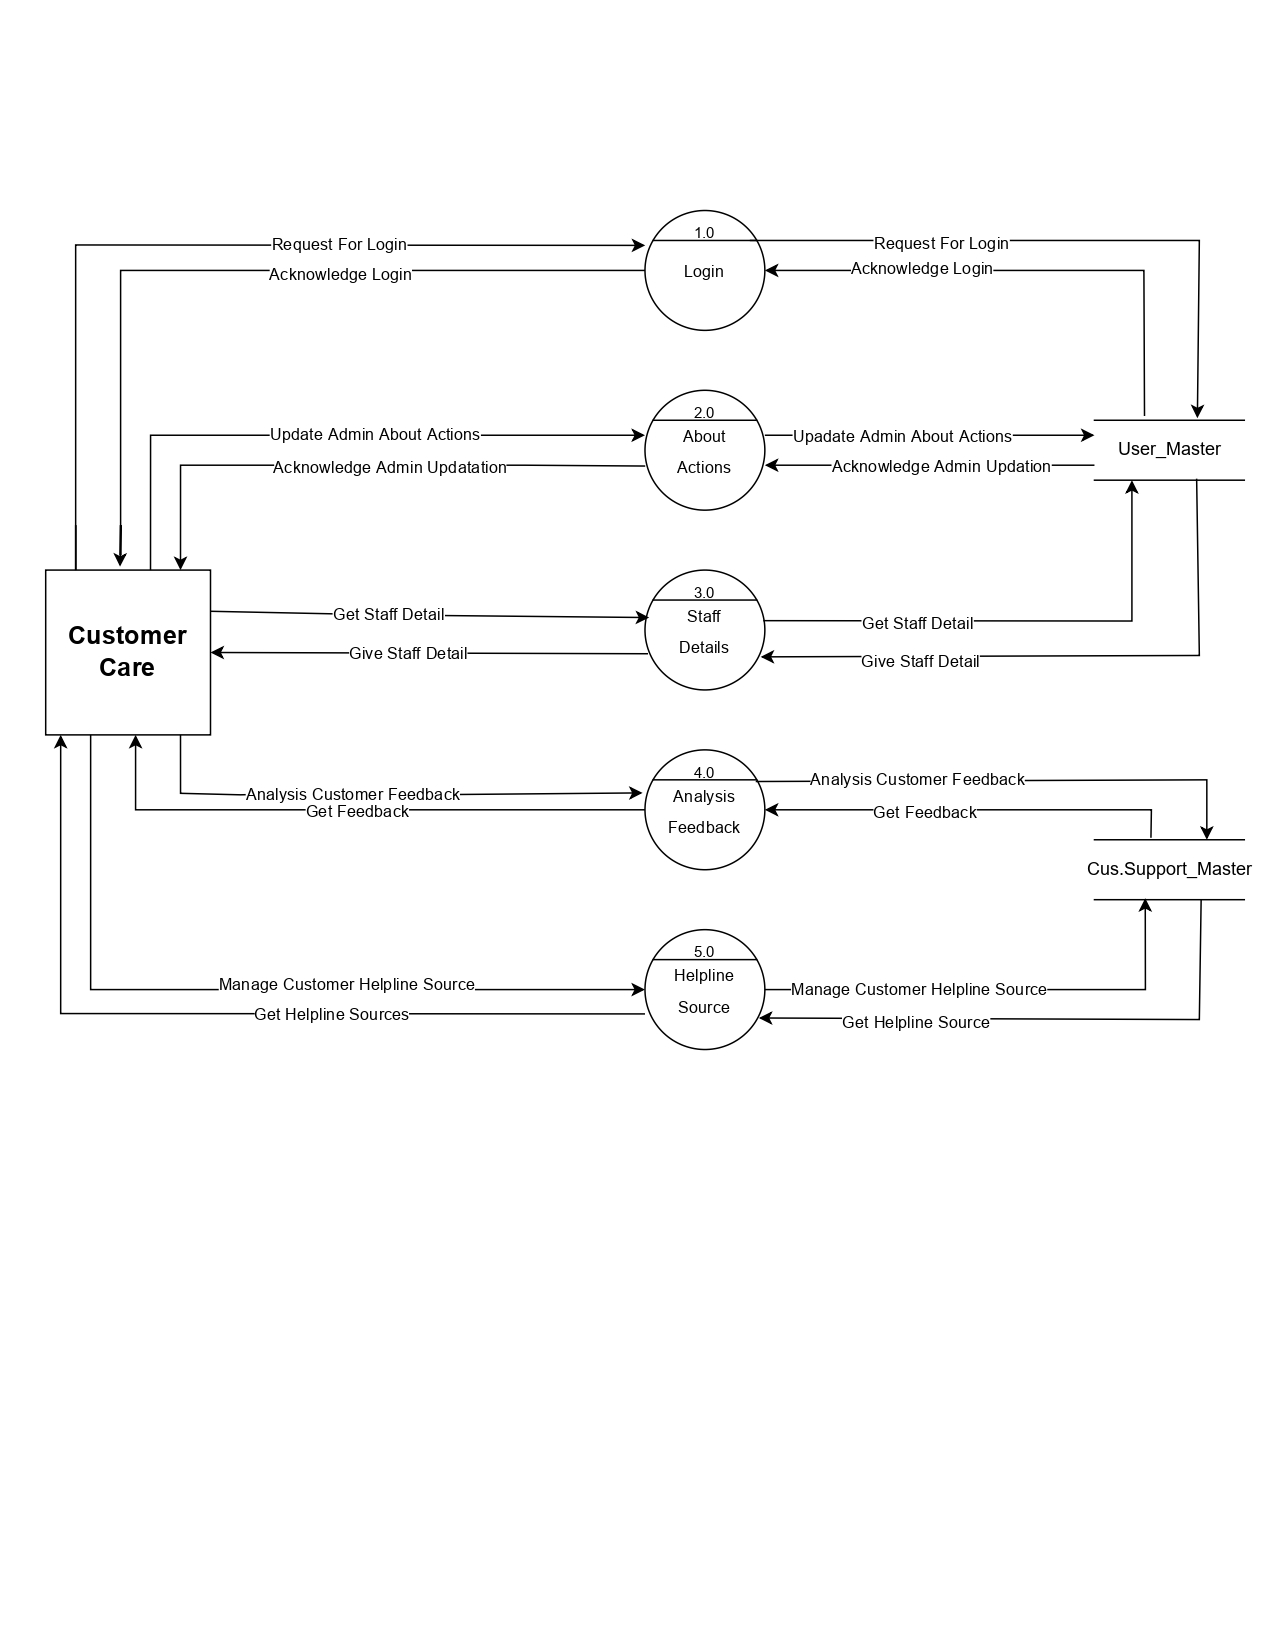 1.0
Request For Login
Request For Login
Acknowledge Login
Login
Acknowledge Login
2.0
Update Admin About Actions
About
Upadate Admin About Actions
User_Master
Acknowledge Admin Updatation
Actions
Acknowledge Admin Updation
3.0
Get Staff Detail
Staff
Get Staff Detail
Customer
Care
Give Staff Detail
Details
Give Staff Detail
4.0
Analysis Customer Feedback
Analysis
Analysis Customer Feedback
Get Feedback
Feedback
Get Feedback
Cus.Support_Master
5.0
Manage Customer Helpline Source
Helpline
Manage Customer Helpline Source
Get Helpline Sources
Source
Get Helpline Source